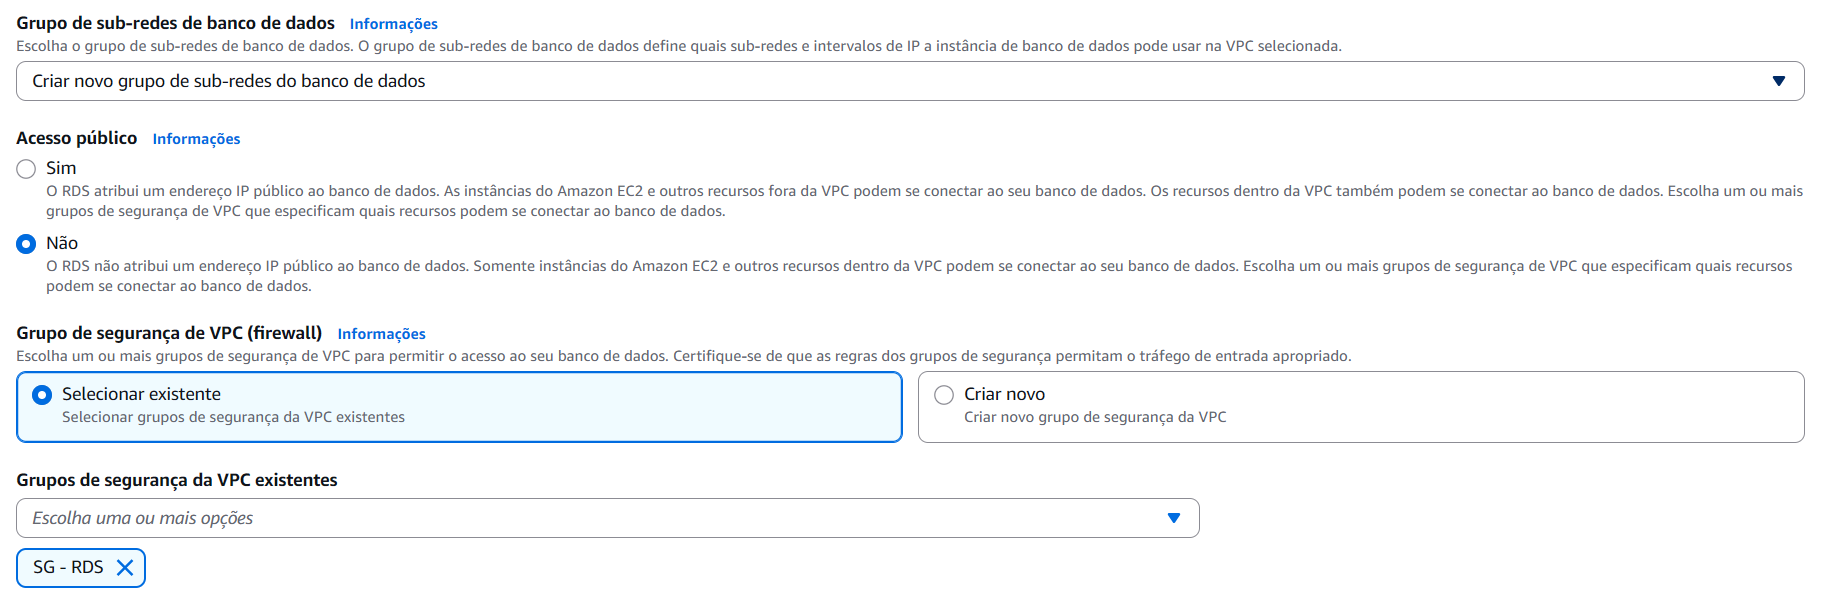 Grupo de sub-redes de banco de dados Informações
Escolha o grupo de sub-redes de banco de dados. O grupo de sub-redes de banco de dados define quais sub-redes e intervalos de IP a instância de banco de dados pode usar na VPC selecionada.
Criar novo grupo de sub-redes do banco de dados
Acesso público Informações
Sim
O RDS atribui um endereço IP público ao banco de dados. As instâncias do Amazon EC2 e outros recursos fora da VPC podem se conectar ao seu banco de dados. Os recursos dentro da VPC também podem se conectar ao banco de dados. Escolha um ou mais
grupos de segurança de VPC que especificam quais recursos podem se conectar ao banco de dados.
Não
O RDS não atribui um endereço IP público ao banco de dados. Somente instâncias do Amazon EC2 e outros recursos dentro da VPC podem se conectar ao seu banco de dados. Escolha um ou mais grupos de segurança de VPC que especificam quais recursos
podem se conectar ao banco de dados.
Grupo de segurança de VPC (firewall) Informações
Escolha um ou mais grupos de segurança de VPC para permitir o acesso ao seu banco de dados. Certifique-se de que as regras dos grupos de segurança permitam o tráfego de entrada apropriado.
Selecionar existente
Selecionar grupos de segurança da VPC existentes
Criar novo
Criar novo grupo de segurança da VPC
Grupos de segurança da VPC existentes
Escolha uma ou mais opções
SG - RDS